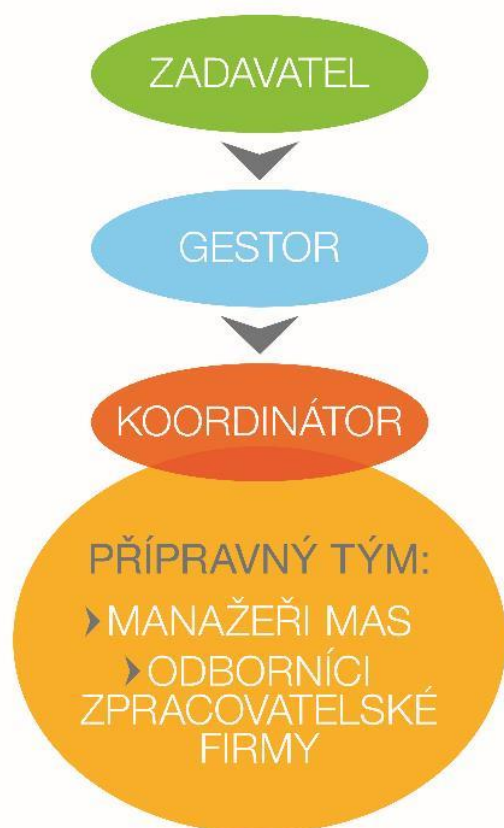 ZADAVATEL
GESTOR
KOORDINÁTOR
PŘÍPRAVNÝ TÝM:
MANAŽEŘI MAS
ODBORNÍCI
ZPRACOVATELSKÉ
FIRMY